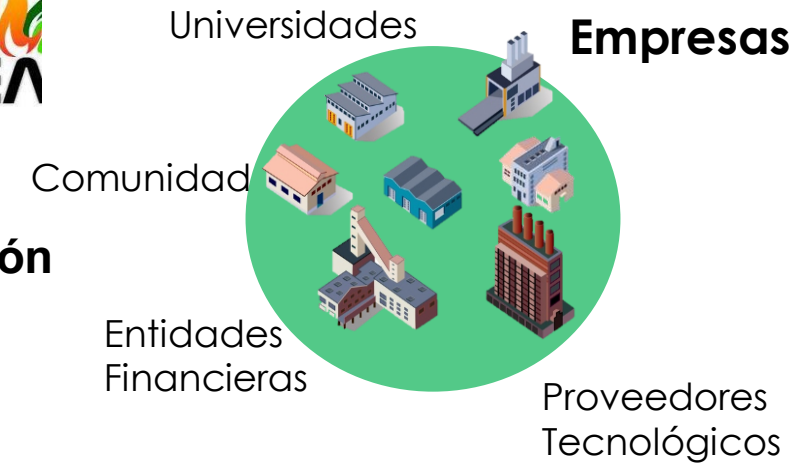 Universidades
Empresas
Comunidad
ón
Entidades
Financieras
Proveedores
Tecnológicos